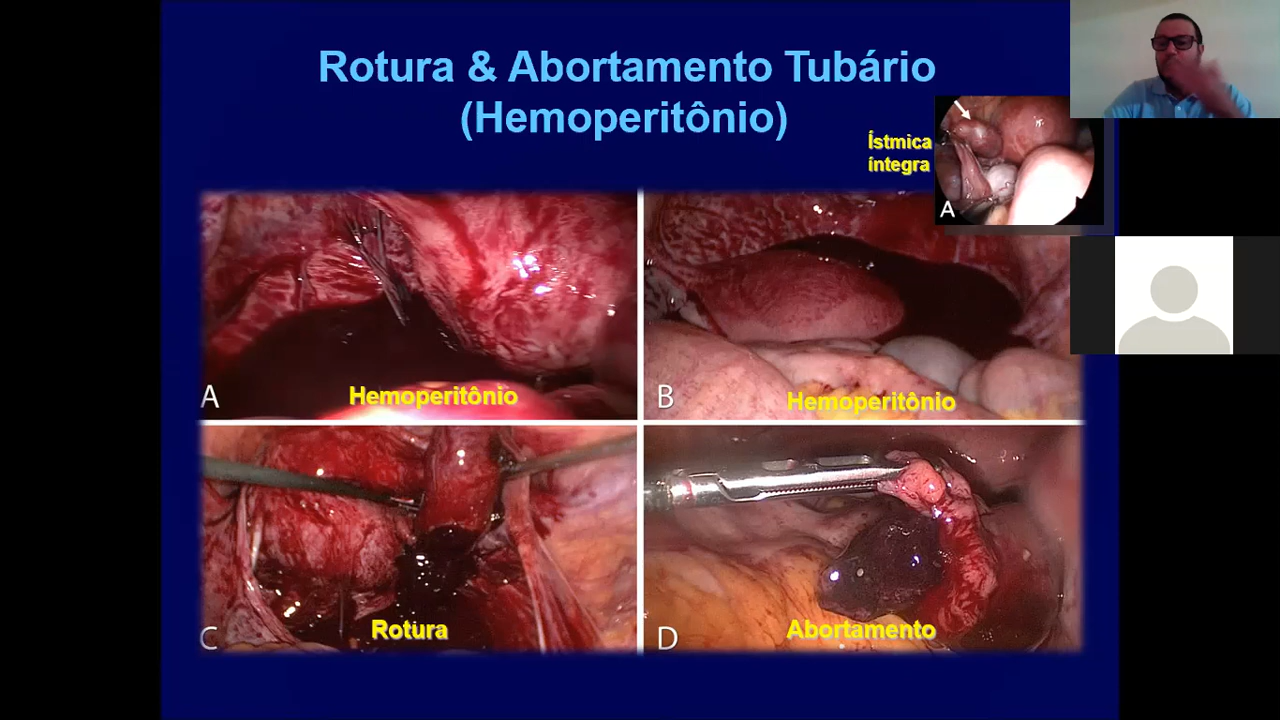 Rotura & Abortamento Tubário
(Hemoperitônio)
Ístmica
íntegra
A
A
Hemoperitônio
B
Hemoperitônio
C
Rotura
D
Abortamento